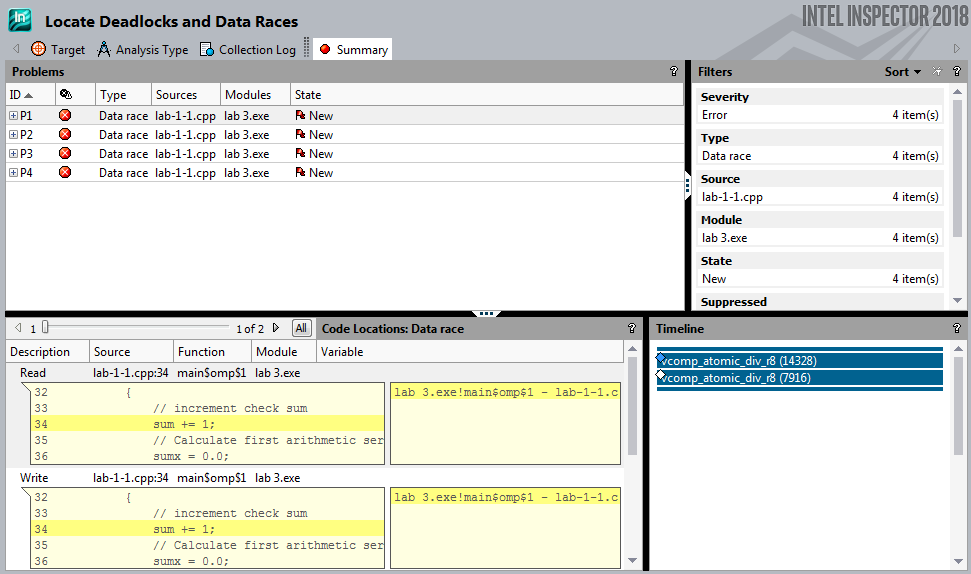 Locate Deadlocks and Data Races
INTEL INSPECTOR 2018
Target Analysis Type Collection Log Summary
Problems ?
ID Type Sources Modules State
P1 Data race lab-1-1.cpp lab 3.exe New
P2 Data race lab-1-1.cpp lab 3.exe New
P3 Data race lab-1-1.cpp lab 3.exe New
P4 Data race lab-1-1.cpp lab 3.exe New
Filters Sort ?
Severity
Error 4 item(s)
Type
Data race 4 item(s)
Source
lab-1-1.cpp 4 item(s)
Module
lab 3.exe 4 item(s)
State
New 4 item(s)
Suppressed
1 1 of 2 All Code Locations: Data race ?
Description Source Function Module Variable
Read lab-1-1.cpp:34 main$omp$1 lab 3.exe
32 { lab 3.exe!main$omp$1 - lab-1-1.c
33 // increment check sum
34 sum += 1;
35 // Calculate first arithmetic ser
36 sumx = 0.0;
Write lab-1-1.cpp:34 main$omp$1 lab 3.exe
32 { lab 3.exe!main$omp$1 - lab-1-1.c
33 // increment check sum
34 sum += 1;
35 // Calculate first arithmetic ser
36 sumx = 0.0;
Timeline ?
vcomp_atomic_div_r8 (14328)
vcomp_atomic_div_r8 (7916)